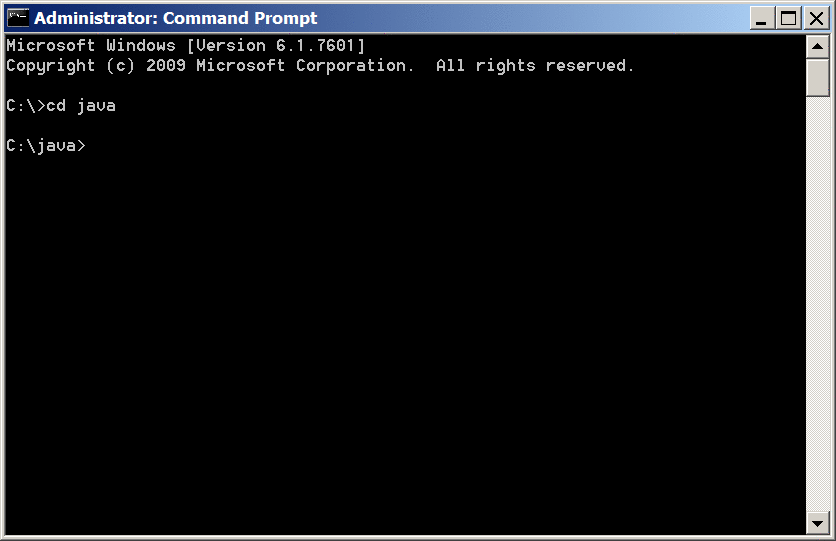 Administrator: Command Prompt
Microsoft Windows [Version 6.1.7601]
Copyright (c) 2009 Microsoft Corporation.  All rights reserved.
C:\>cd java
C:\java>